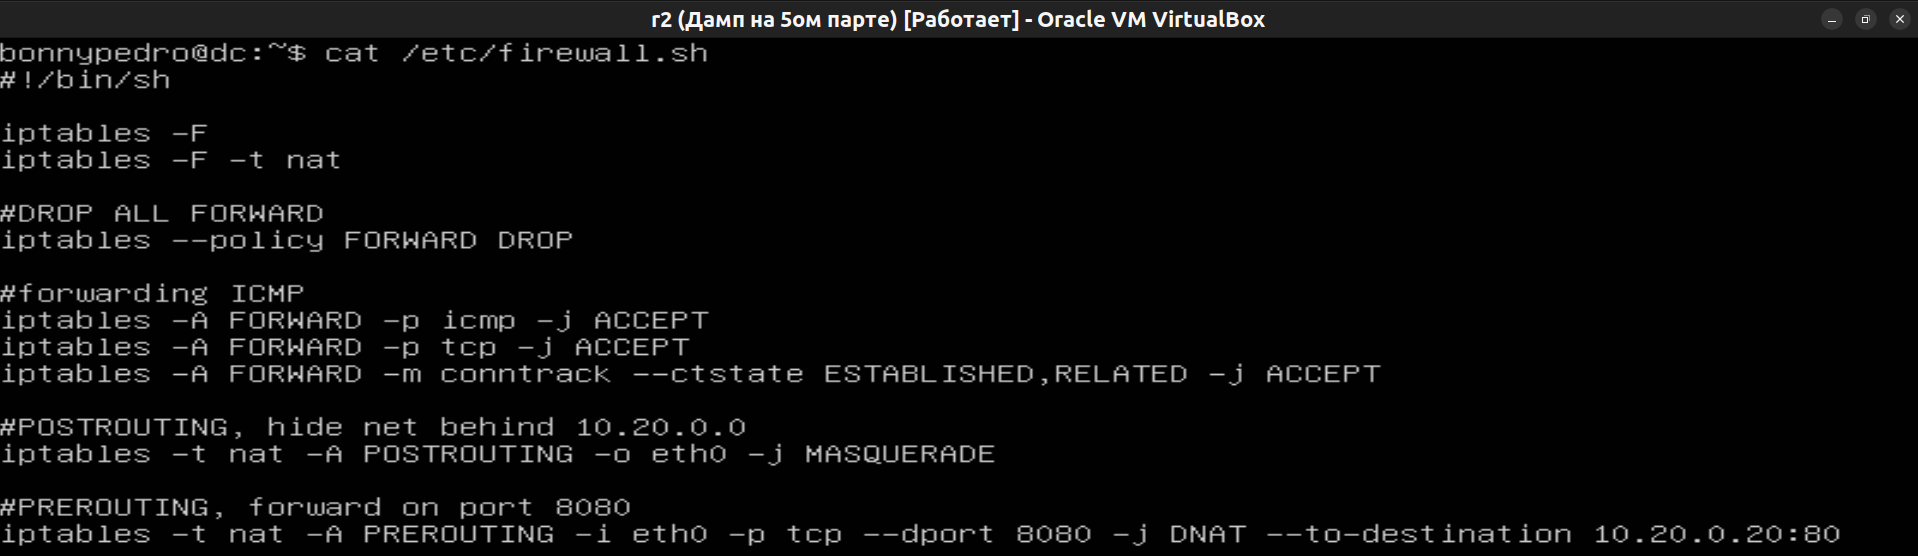 r2 (Дамп на 5ом парте) [Работает] - Oracle VM VirtualBox
bonnypedro@dc:~$ cat /etc/firewall.sh
#!/bin/sh
iptables -F
iptables -F -t nat
#DROP ALL FORWARD
iptables --policy FORWARD DROP
#forwarding ICMP
iptables -A FORWARD -p icmp -j ACCEPT
iptables -A FORWARD -p tcp -j ACCEPT
iptables -A FORWARD -m conntrack --ctstate ESTABLISHED,RELATED -j ACCEPT
#POSTROUTING, hide net behind 10.20.0.0
iptables -t nat -A POSTROUTING -o eth0 -j MASQUERADE
#PREROUTING, forward on port 8080
iptables -t nat -A PREROUTING -i eth0 -p tcp --dport 8080 -j DNAT --to-destination 10.20.0.20:80